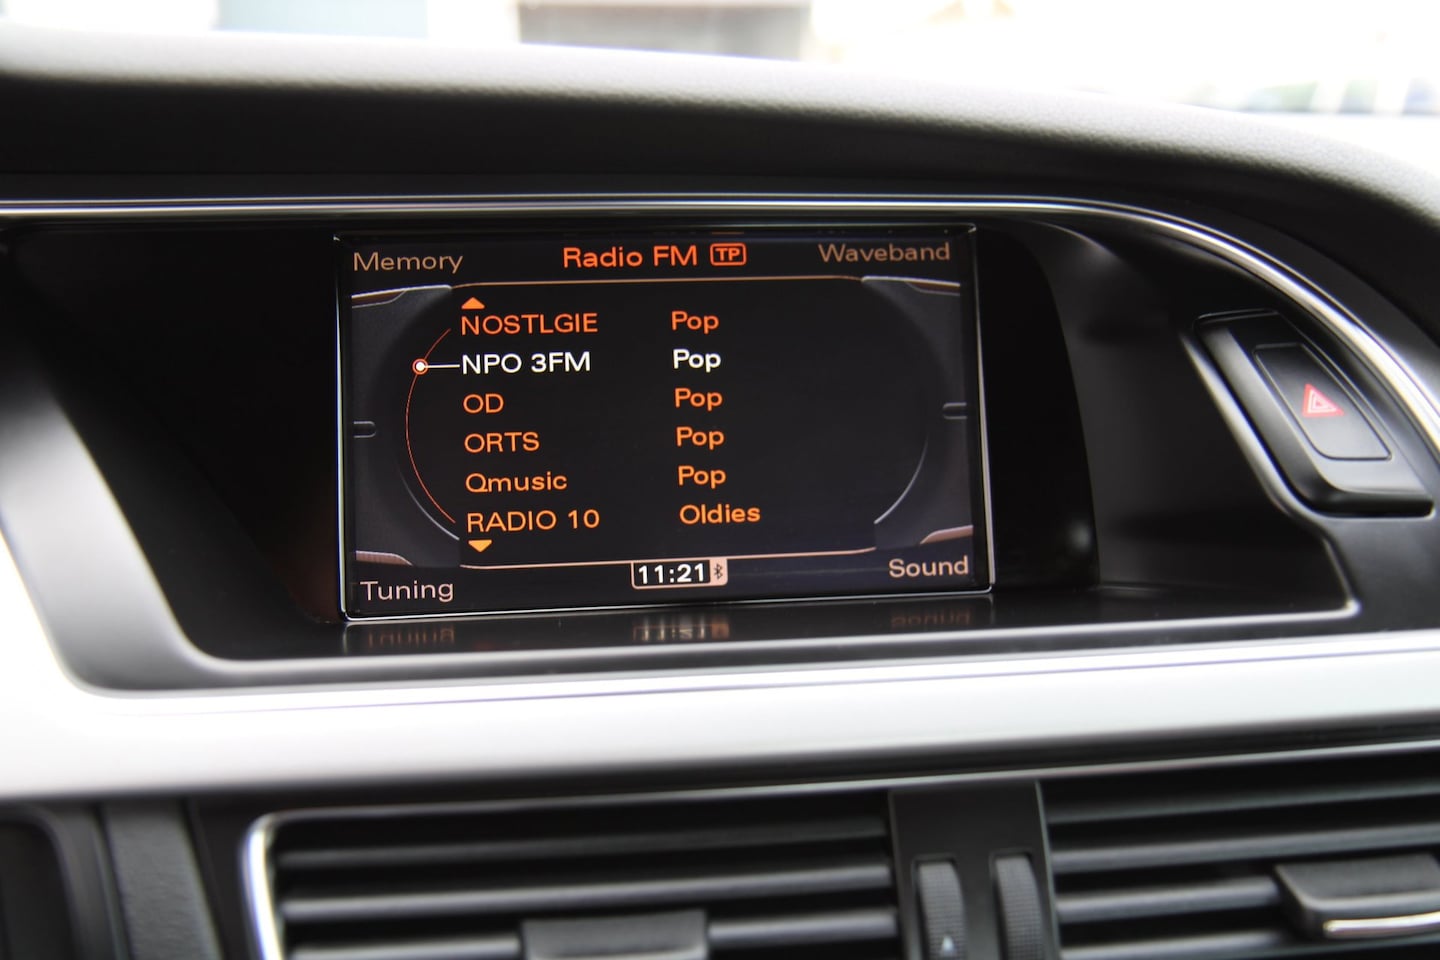 Memory Radio FM TP Waveband
NOSTLGIE Pop
NPO 3FM Pop
OD Pop
ORTS Pop
Qmusic Pop
RADIO 10 Oldies
Tuning 11:21 Sound